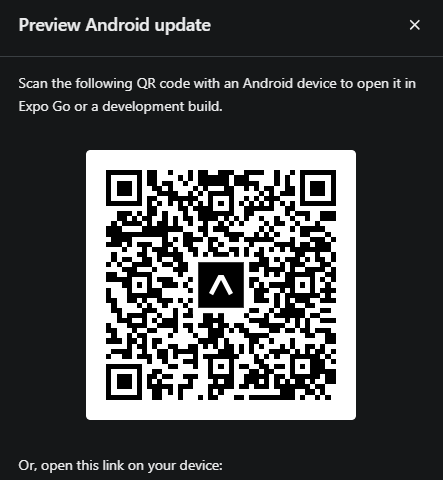 Preview Android update
Scan the following QR code with an Android device to open it in
Expo Go or a development build.
Or, open this link on your device: